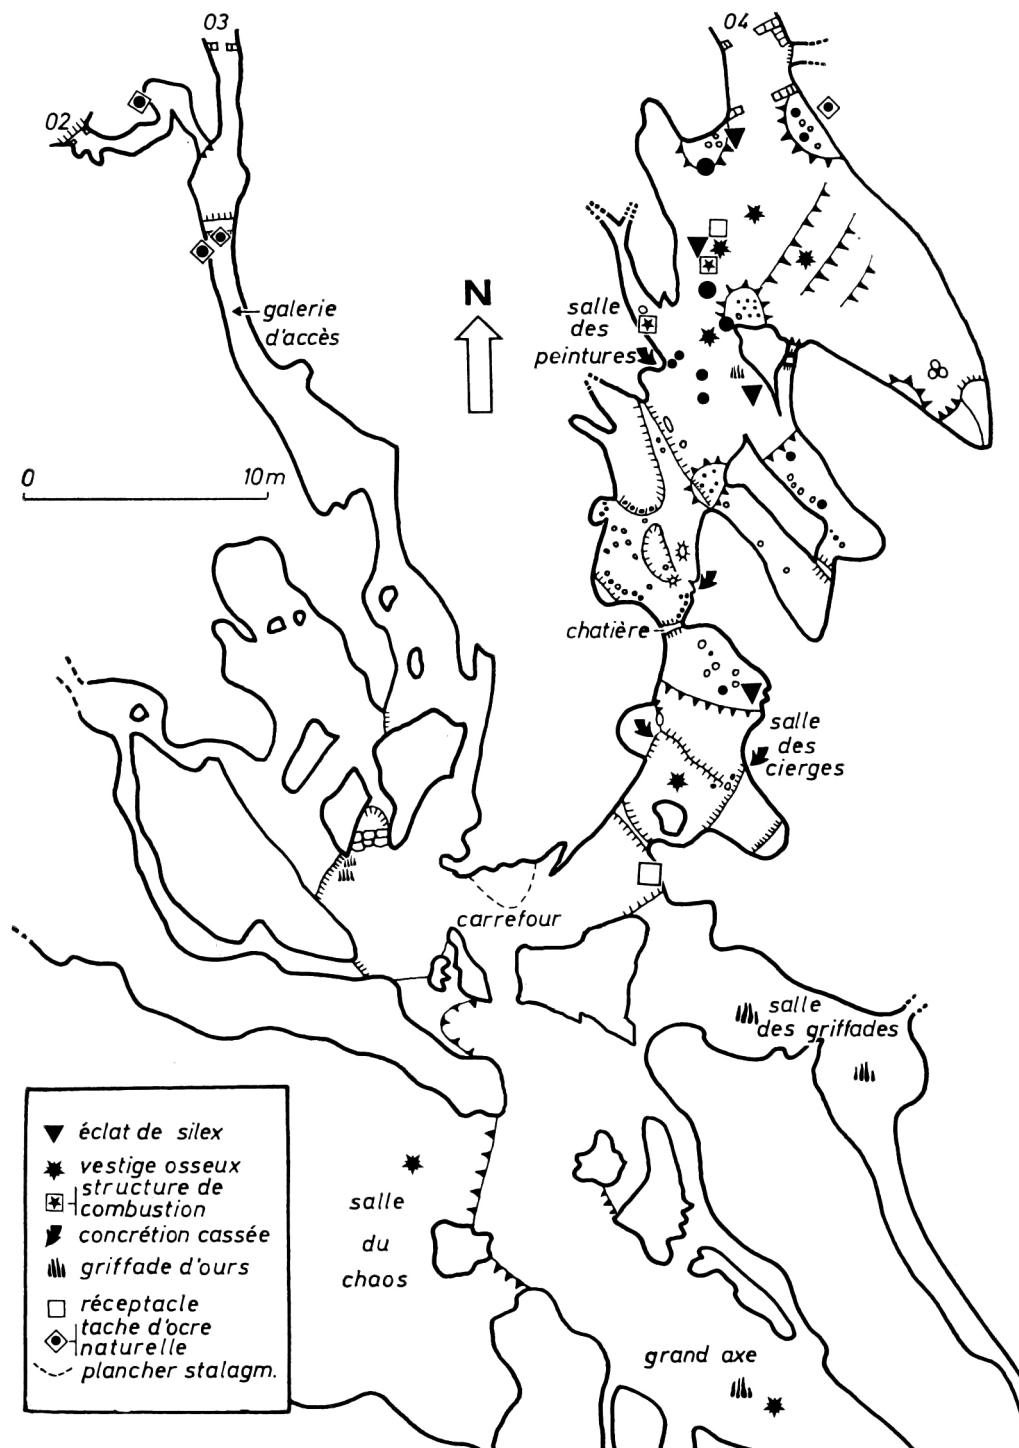 03
04
02
galerie
d'accès
N
salle
des
peintures
0
10m
chatière
salle
des
cierges
carrefour
salle
des griffades
éclat de silex
vestige osseux
structure de
combustion
concrétion cassée
griffade d'ours
réceptacle
tache d'ocre
naturelle
plancher stalagm.
salle
du
chaos
grand axe